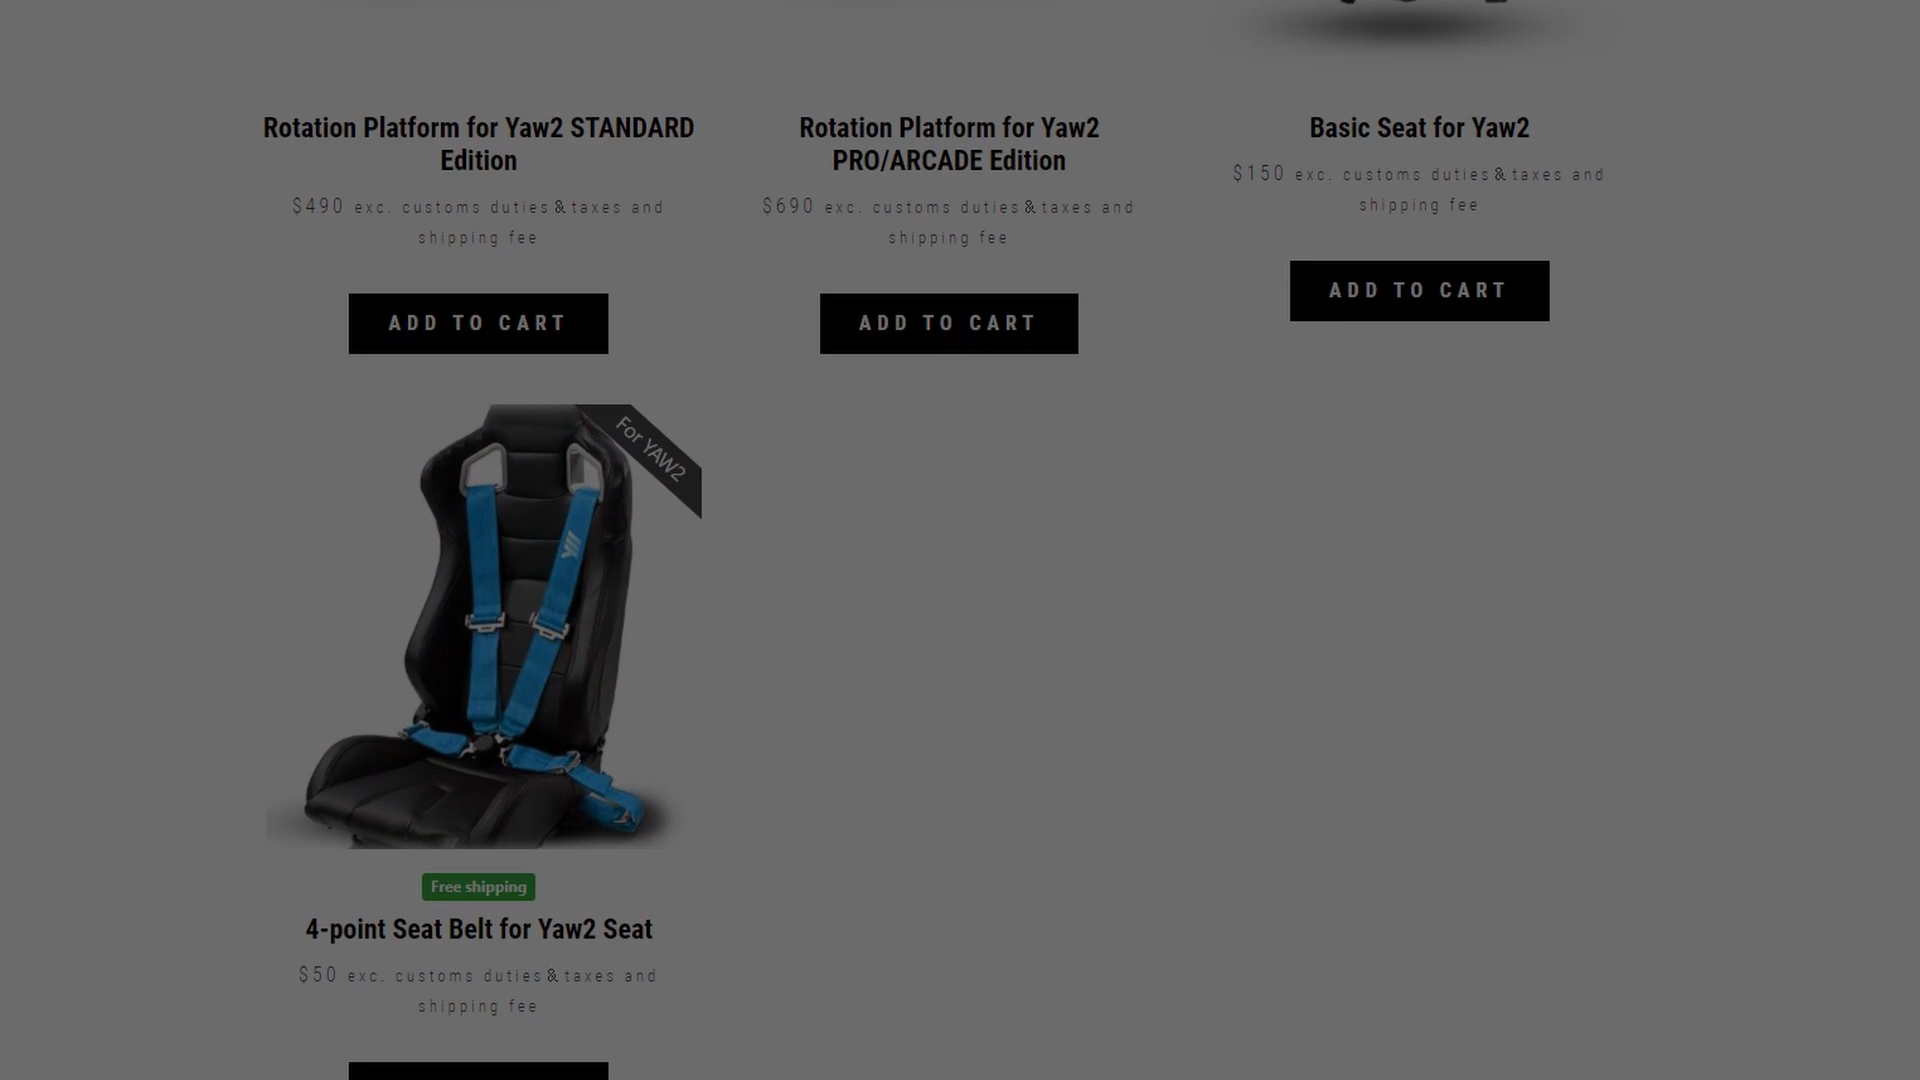 Rotation Platform for Yaw2 STANDARD
Edition
$490 exc. customs duties & taxes and
shipping fee
ADD TO CART
Rotation Platform for Yaw2
PRO/ARCADE Edition
$690 exc. customs duties & taxes and
shipping fee
ADD TO CART
Basic Seat for Yaw2
$150 exc. customs duties & taxes and
shipping fee
ADD TO CART
For YAW2
Free shipping
4-point Seat Belt for Yaw2 Seat
$50 exc. customs duties & taxes and
shipping fee